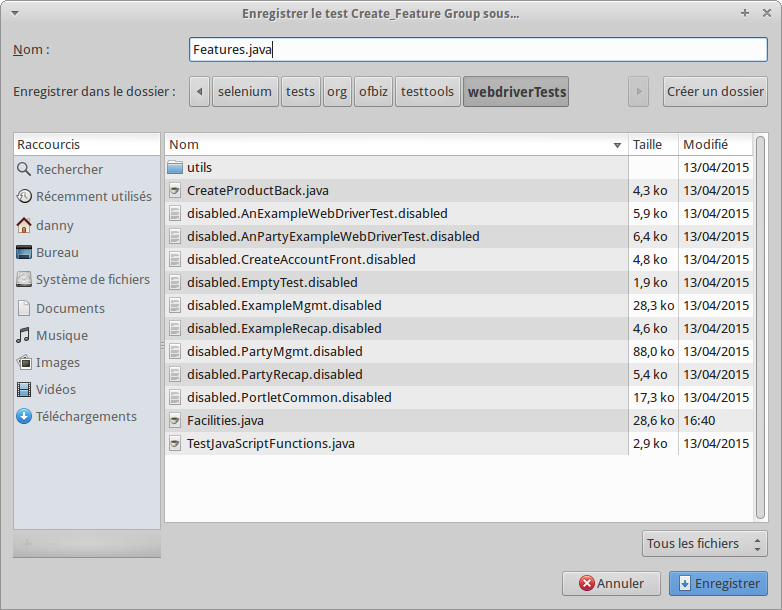 Enregistrer le test Create_Feature Group sous...
Nom : Features.java
Enregistrer dans le dossier : selenium tests org ofbiz testtools webdriverTests Créer un dossier
Raccourcis
Rechercher
Récemment utilisés
danny
Bureau
Système de fichiers
Documents
Musique
Images
Vidéos
Téléchargements
Nom Taille Modifié
utils 13/04/2015
CreateProductBack.java 4,3 ko 13/04/2015
disabled.AnExampleWebDriverTest.disabled 5,9 ko 13/04/2015
disabled.AnPartyExampleWebDriverTest.disabled 6,4 ko 13/04/2015
disabled.CreateAccountFront.disabled 4,8 ko 13/04/2015
disabled.EmptyTest.disabled 1,9 ko 13/04/2015
disabled.ExampleMgmt.disabled 28,3 ko 13/04/2015
disabled.ExampleRecap.disabled 4,6 ko 13/04/2015
disabled.PartyMgmt.disabled 88,0 ko 13/04/2015
disabled.PartyRecap.disabled 5,4 ko 13/04/2015
disabled.PortletCommon.disabled 17,3 ko 13/04/2015
Facilities.java 28,6 ko 16:40
TestJavaScriptFunctions.java 2,9 ko 13/04/2015
Tous les fichiers
Annuler Enregistrer